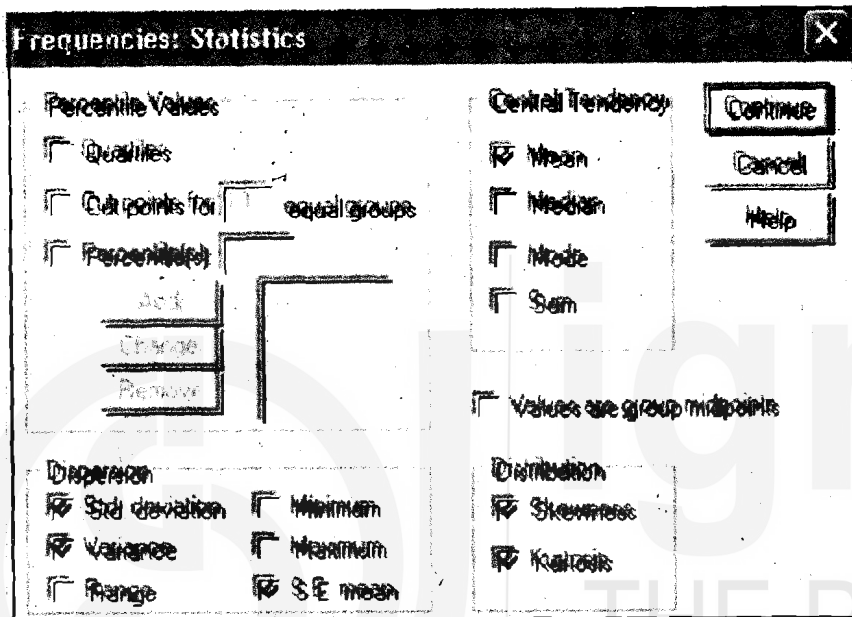 Frequencies: Statistics
Percentile Values
Quartiles
Cut points for equal groups
Percentile(s)
Add
Change
Remove
Central Tendency
Mean
Median
Mode
Sum
Continue
Cancel
Help
Values are group midpoints
Dispersion
Std. deviation
Variance
Range
Minimum
Maximum
S.E. mean
Distribution
Skewness
Kurtosis
ign
THE P